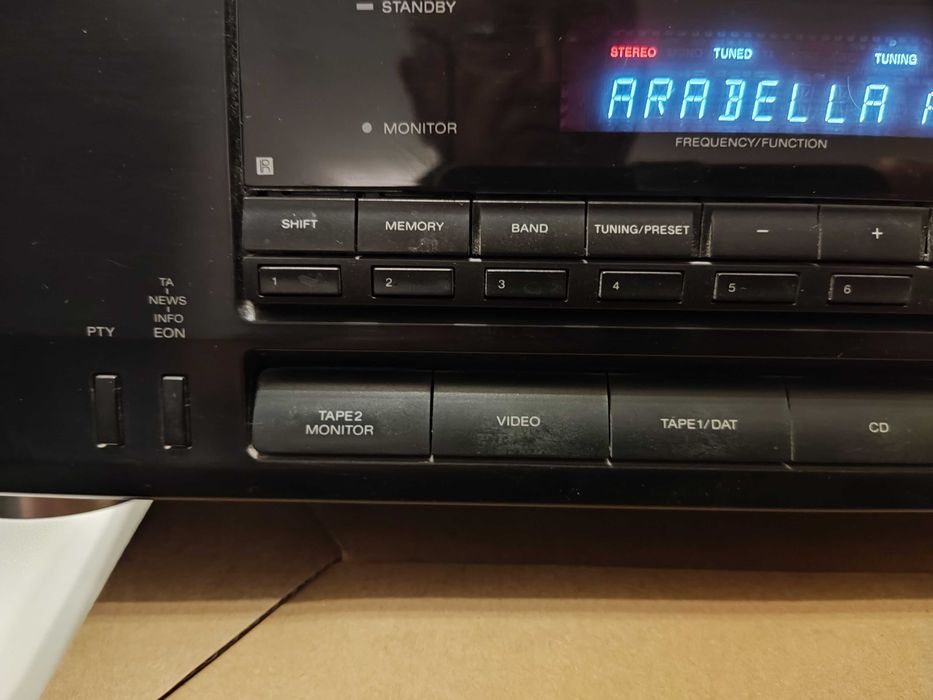 STANDBY
STEREO TUNED TUNING
ARABELLA
MONITOR
FREQUENCY/FUNCTION
SHIFT MEMORY BAND TUNING/PRESET − +
1 2 3 4 5 6
TA
NEWS
INFO
PTY EON
TAPE2
MONITOR
VIDEO
TAPE1/DAT
CD